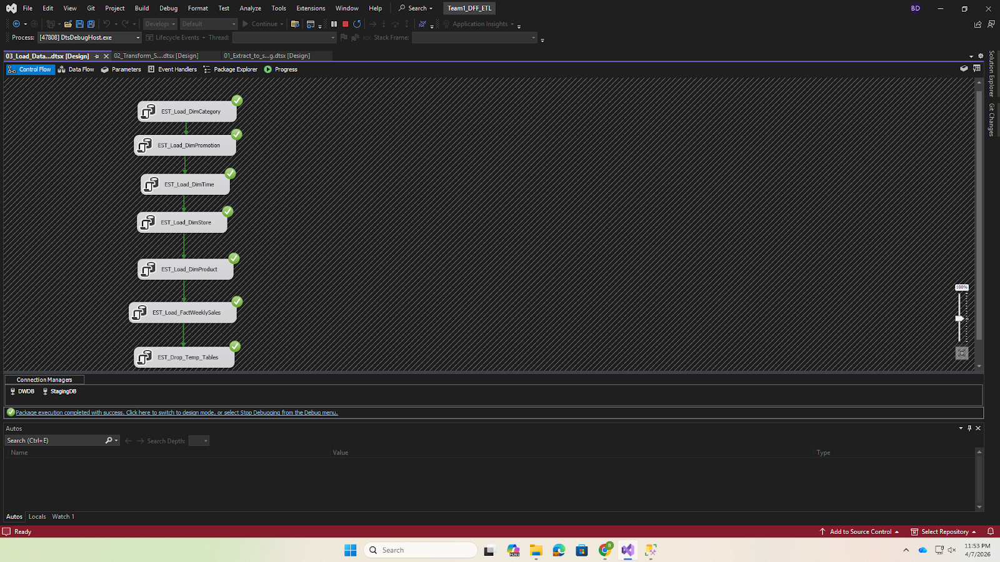 File Edit View Git Project Build Debug Format Test Analyze Tools Extensions Window Help Search Team1_DFF_ETL BD
Develop Default Continue Application Insights
Process: [47808] DtsDebugHost.exe Lifecycle Events Thread: Stack Frame:
03_Load_Data...dtsx [Design] 02_Transform_S....dtsx [Design] 01_Extract_to_s...g.dtsx [Design]
Control Flow Data Flow Parameters Event Handlers Package Explorer Progress
Solution Explorer
Git Changes
EST_Load_DimCategory
EST_Load_DimPromotion
EST_Load_DimTime
EST_Load_DimStore
EST_Load_DimProduct
100%
EST_Load_FactWeeklySales
EST_Drop_Temp_Tables
Connection Managers
DWDB StagingDB
Package execution completed with success. Click here to switch to design mode, or select Stop Debugging from the Debug menu.
Autos
Search (Ctrl+E) Search Depth:
Name Value Type
Autos Locals Watch 1
Ready Add to Source Control Select Repository
Search M365 B 11:53 PM
4/7/2026